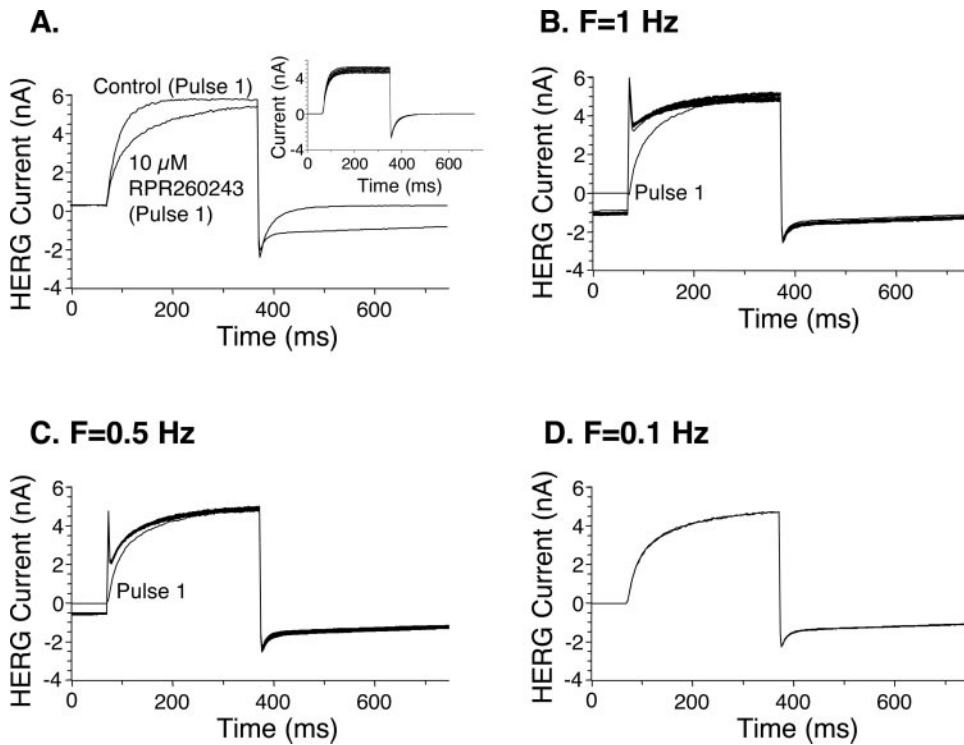 A.
HERG Current (nA)
6
4
2
0
-2
-4
0
200
400
600
Time (ms)
Control (Pulse 1)
10 µM
RPR260243
(Pulse 1)
Current (nA)
4
0
-4
0
200
400
600
Time (ms)
B. F=1 Hz
HERG Current (nA)
6
4
2
0
-2
-4
0
200
400
600
Time (ms)
Pulse 1
C. F=0.5 Hz
HERG Current (nA)
6
4
2
0
-2
-4
0
200
400
600
Time (ms)
Pulse 1
D. F=0.1 Hz
HERG Current (nA)
6
4
2
0
-2
-4
0
200
400
600
Time (ms)